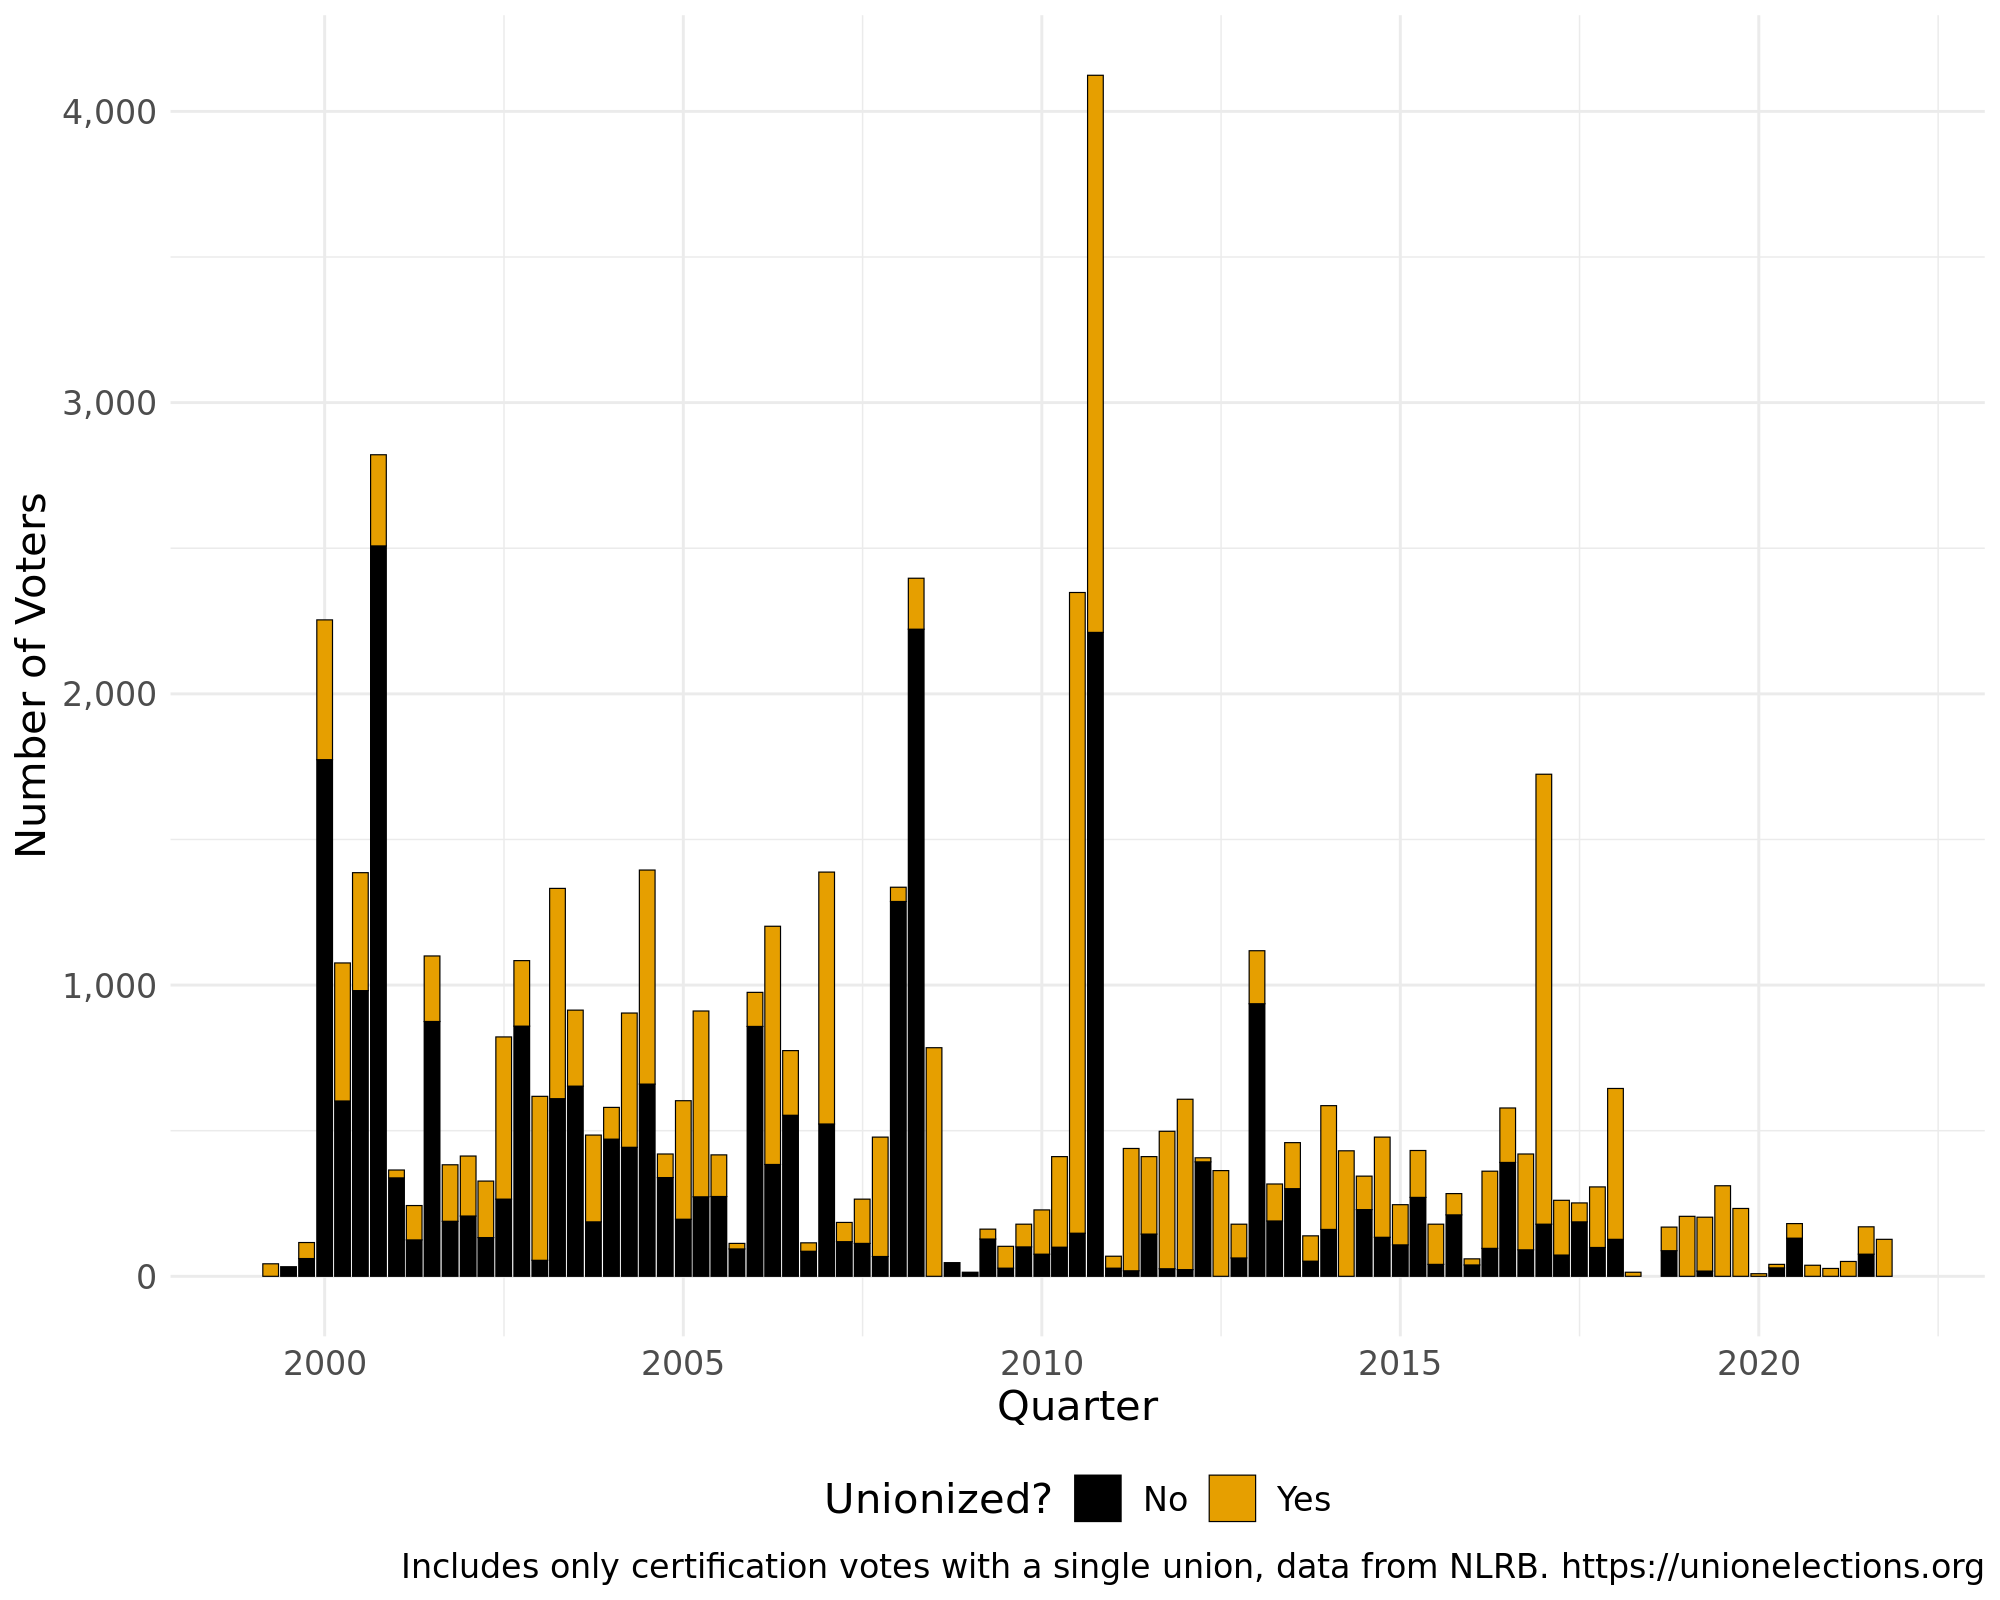 Number of Voters
4,000
3,000
2,000
1,000
0
2000 2005 2010 2015 2020
Quarter
Unionized? No Yes
Includes only certification votes with a single union, data from NLRB. https://unionelections.org